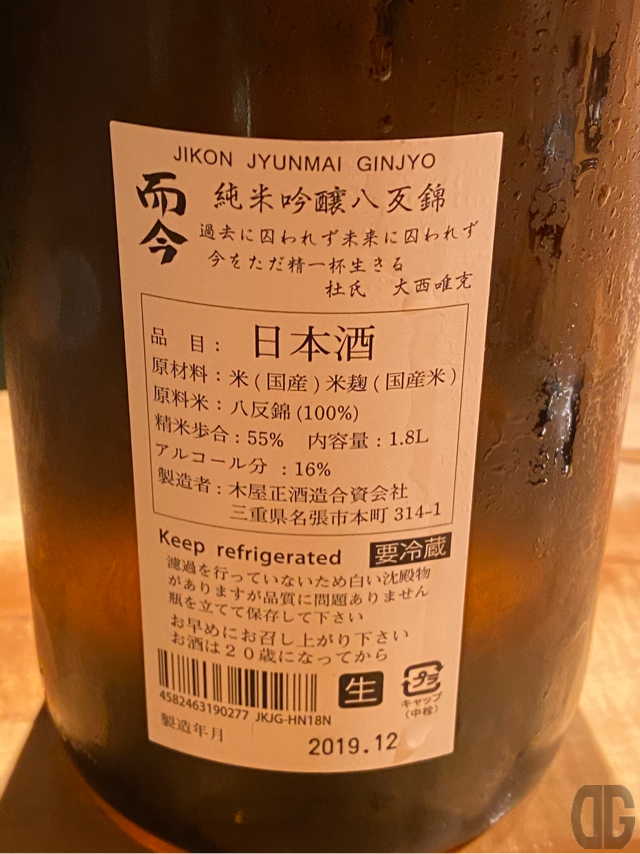 JIKON JYUNMAI GINJYO
而今
純米吟醸八反錦
過去に囚われず未来に囚われず
今をただ精一杯生きる
杜氏 大西唯克
品 目： 日本酒
原材料：米(国産)米麹(国産米)
原料米：八反錦(100%)
精米歩合：55% 内容量：1.8L
アルコール分 ：16%
製造者：木屋正酒造合資会社
三重県名張市本町 314-1
Keep refrigerated 要冷蔵
濾過を行っていないため白い沈殿物
がありますが品質に問題ありません
瓶を立てて保存して下さい
お早めにお召し上がり下さい
お酒は20歳になってから
4582463190277 JKJG-HN18N
生
プラ
キャップ
(中栓)
製造年月 2019.12
DG